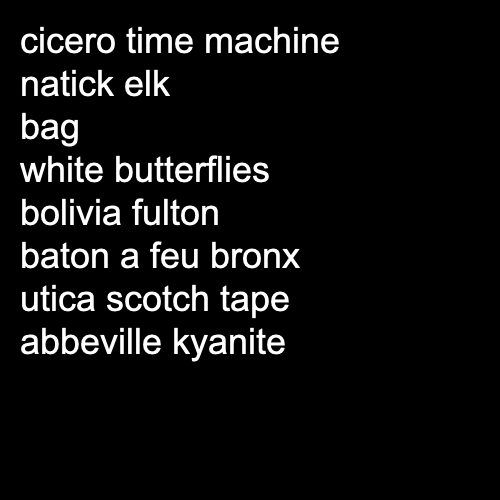 cicero time machine
natick elk
bag
white butterflies
bolivia fulton
baton a feu bronx
utica scotch tape
abbeville kyanite